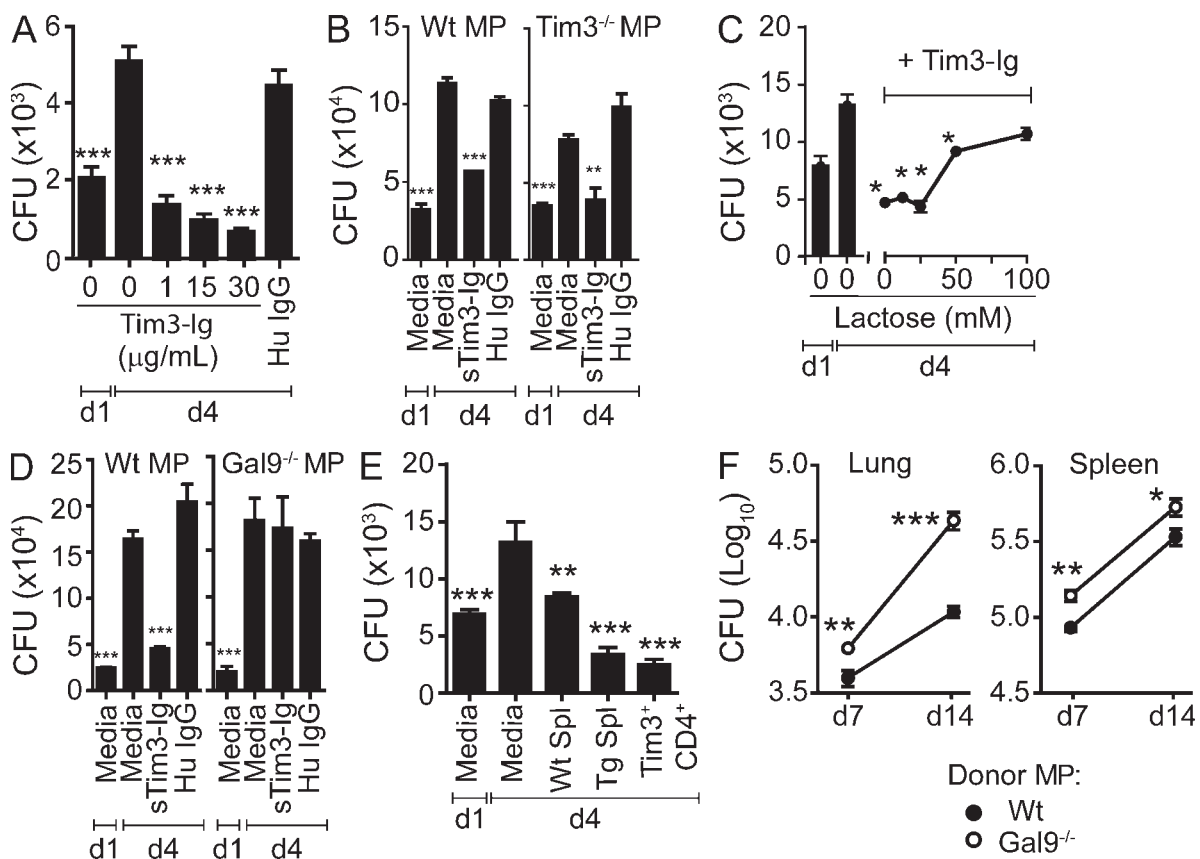 A
CFU (x10³)
6
4
2
0
***
***
***
***
0
0
1
15
30
Hu IgG
Tim3-Ig
(μg/mL)
d1
d4
B
Wt MP
Tim3⁻/⁻ MP
CFU (x10⁴)
15
10
5
0
***
***
***
**
Media
Media
sTim3-Ig
Hu IgG
Media
Media
sTim3-Ig
Hu IgG
d1
d4
d1
d4
C
CFU (x10³)
20
15
10
5
0
+ Tim3-Ig
*
*
*
*
0
0
0
50
100
Lactose (mM)
d1
d4
D
Wt MP
Gal9⁻/⁻ MP
CFU (x10⁴)
25
20
15
10
5
0
***
***
***
Media
Media
sTim3-Ig
Hu IgG
Media
Media
sTim3-Ig
Hu IgG
d1
d4
d1
d4
E
CFU (x10³)
20
15
10
5
0
***
**
***
***
Media
Media
Wt Spl
Tg Spl
Tim3⁺
CD4⁺
d1
d4
F
Lung
Spleen
CFU (Log₁₀)
5.0
4.5
4.0
3.5
**
***
d7
d14
6.0
5.5
5.0
4.5
**
*
d7
d14
Donor MP:
Wt
Gal9⁻/⁻